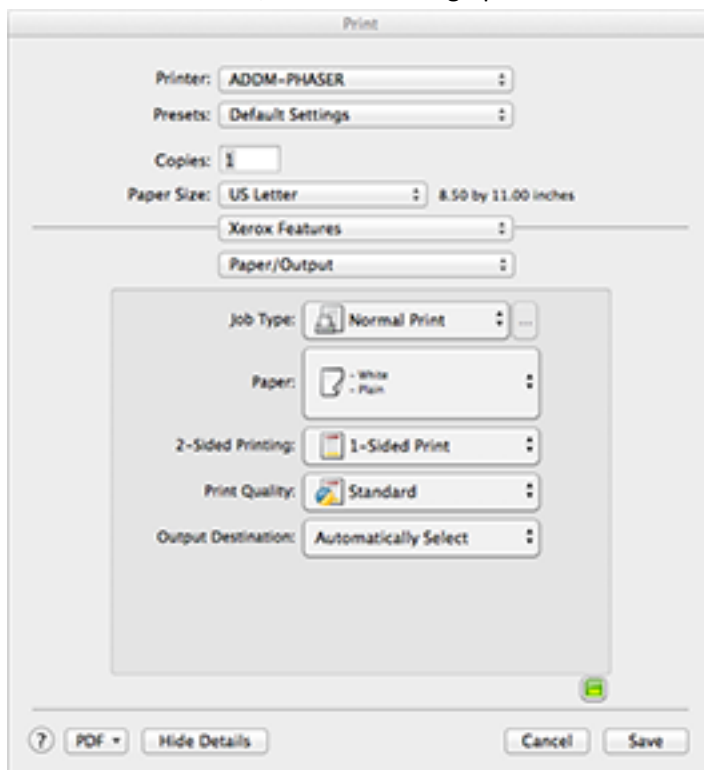 Print
Printer: ADDM-PHASER
Presets: Default Settings
Copies: 1
Paper Size: US Letter 8.50 by 11.00 inches
Xerox Features
Paper/Output
Job Type: Normal Print ...
Paper: - White
- Plain
2-Sided Printing: 1-Sided Print
Print Quality: Standard
Output Destination: Automatically Select
? PDF Hide Details Cancel Save